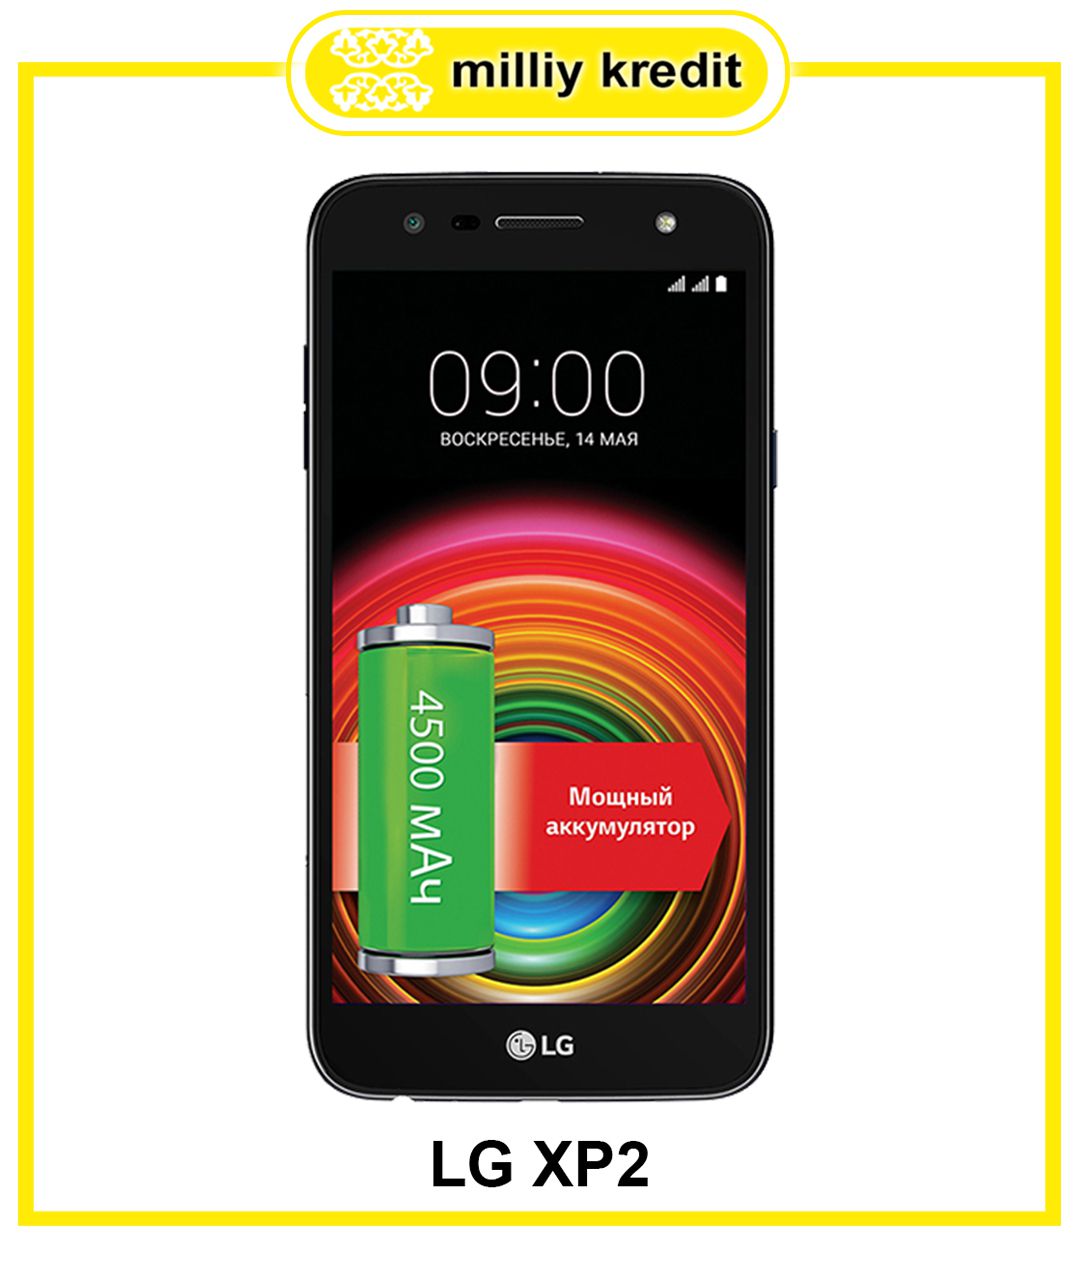 milliy kredit
09:00
ВОСКРЕСЕНЬЕ, 14 МАЯ
4500 мАч
Мощный
аккумулятор
LG
LG XP2